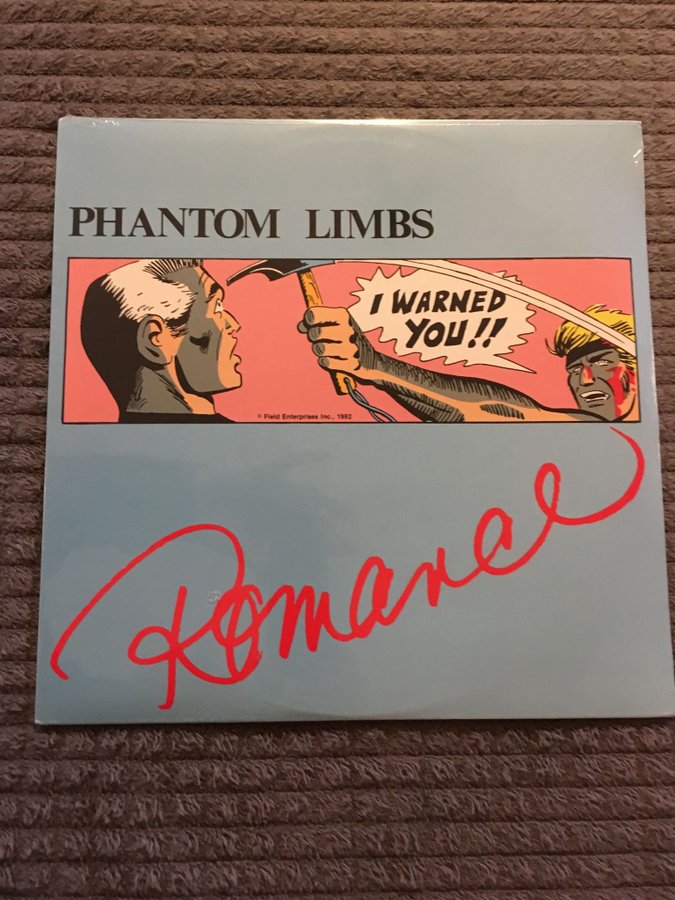 PHANTOM LIMBS
I WARNED
YOU!!
© Field Enterprises Inc., 1982
Romance